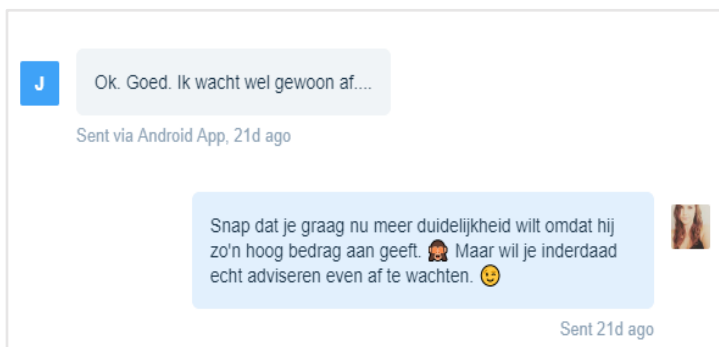 J
Ok. Goed. Ik wacht wel gewoon af....
Sent via Android App, 21d ago
Snap dat je graag nu meer duidelijkheid wilt omdat hij
zo'n hoog bedrag aan geeft. 🙈 Maar wil je inderdaad
echt adviseren even af te wachten. 😉
Sent 21d ago